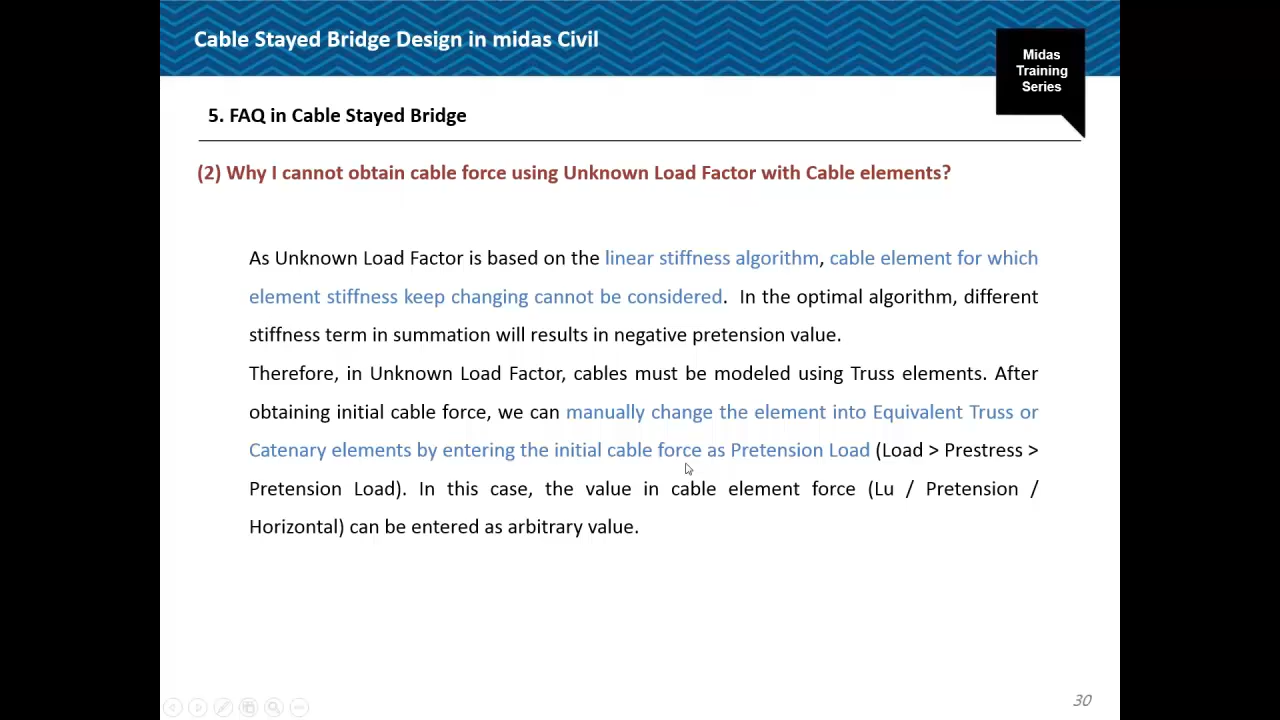 Cable Stayed Bridge Design in midas Civil
Midas
Training
Series
5. FAQ in Cable Stayed Bridge
(2) Why I cannot obtain cable force using Unknown Load Factor with Cable elements?
As Unknown Load Factor is based on the linear stiffness algorithm, cable element for which
element stiffness keep changing cannot be considered. In the optimal algorithm, different
stiffness term in summation will results in negative pretension value.
Therefore, in Unknown Load Factor, cables must be modeled using Truss elements. After
obtaining initial cable force, we can manually change the element into Equivalent Truss or
Catenary elements by entering the initial cable force as Pretension Load (Load > Prestress >
Pretension Load). In this case, the value in cable element force (Lu / Pretension /
Horizontal) can be entered as arbitrary value.
30